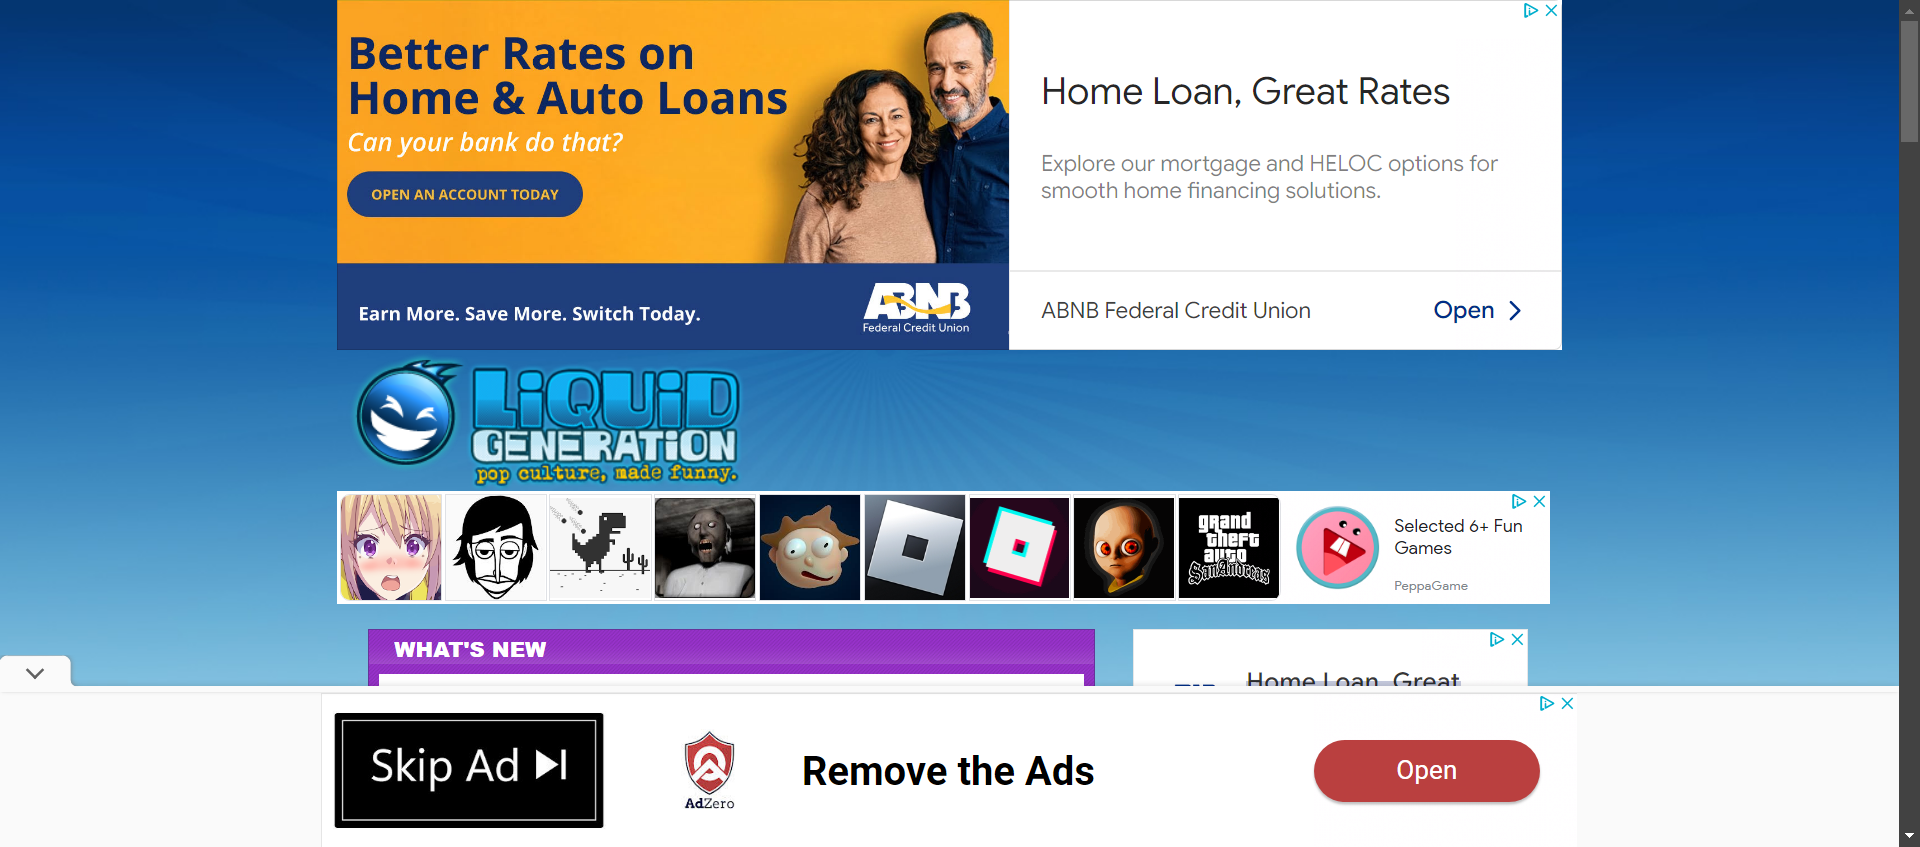 Better Rates on
Home & Auto Loans
Can your bank do that?
OPEN AN ACCOUNT TODAY
Earn More. Save More. Switch Today.
ABNB
Federal Credit Union
Home Loan, Great Rates
Explore our mortgage and HELOC options for
smooth home financing solutions.
ABNB Federal Credit Union
Open
LiQUiD
GENERATiON
pop culture, made funny.
grand
theft
auto
SanAndreas
Selected 6+ Fun
Games
PeppaGame
WHAT'S NEW
Home Loan, Great
Skip Ad
AdZero
Remove the Ads
Open